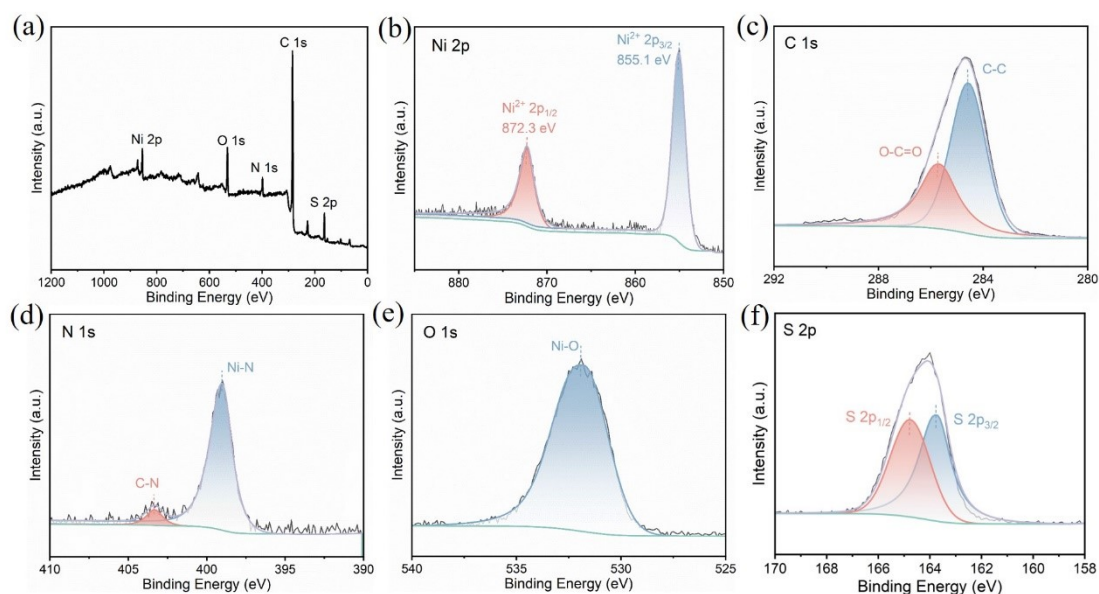 (a)
C 1s
Ni 2p
O 1s
N 1s
S 2p
Intensity (a.u.)
1200 1000 800 600 400 200 0
Binding Energy (eV)
(b)
Ni 2p
Ni²⁺ 2p₃/₂
855.1 eV
Ni²⁺ 2p₁/₂
872.3 eV
Intensity (a.u.)
880 870 860 850
Binding Energy (eV)
(c)
C 1s
C-C
O-C=O
Intensity (a.u.)
292 288 284 280
Binding Energy (eV)
(d)
N 1s
Ni-N
C-N
Intensity (a.u.)
410 405 400 395 390
Binding Energy (eV)
(e)
O 1s
Ni-O
Intensity (a.u.)
540 535 530 525
Binding Energy (eV)
(f)
S 2p
S 2p₁/₂ S 2p₃/₂
Intensity (a.u.)
170 168 166 164 162 160 158
Binding Energy (eV)